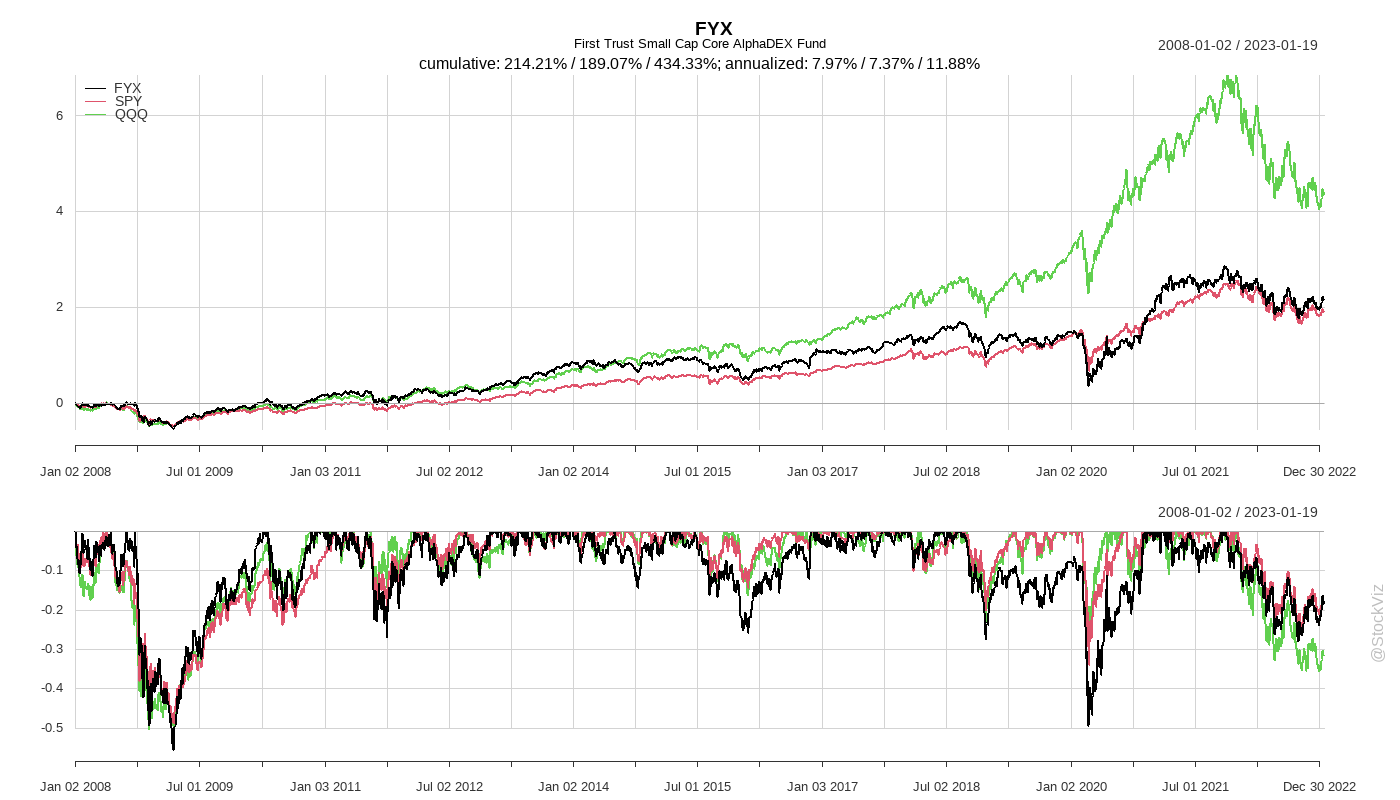 FYX
First Trust Small Cap Core AlphaDEX Fund
2008-01-02 / 2023-01-19
cumulative: 214.21% / 189.07% / 434.33%; annualized: 7.97% / 7.37% / 11.88%
FYX
SPY
QQQ
6
4
2
0
Jan 02 2008 Jul 01 2009 Jan 03 2011 Jul 02 2012 Jan 02 2014 Jul 01 2015 Jan 03 2017 Jul 02 2018 Jan 02 2020 Jul 01 2021 Dec 30 2022
2008-01-02 / 2023-01-19
-0.1
-0.2
-0.3
-0.4
-0.5
Jan 02 2008 Jul 01 2009 Jan 03 2011 Jul 02 2012 Jan 02 2014 Jul 01 2015 Jan 03 2017 Jul 02 2018 Jan 02 2020 Jul 01 2021 Dec 30 2022
@StockViz